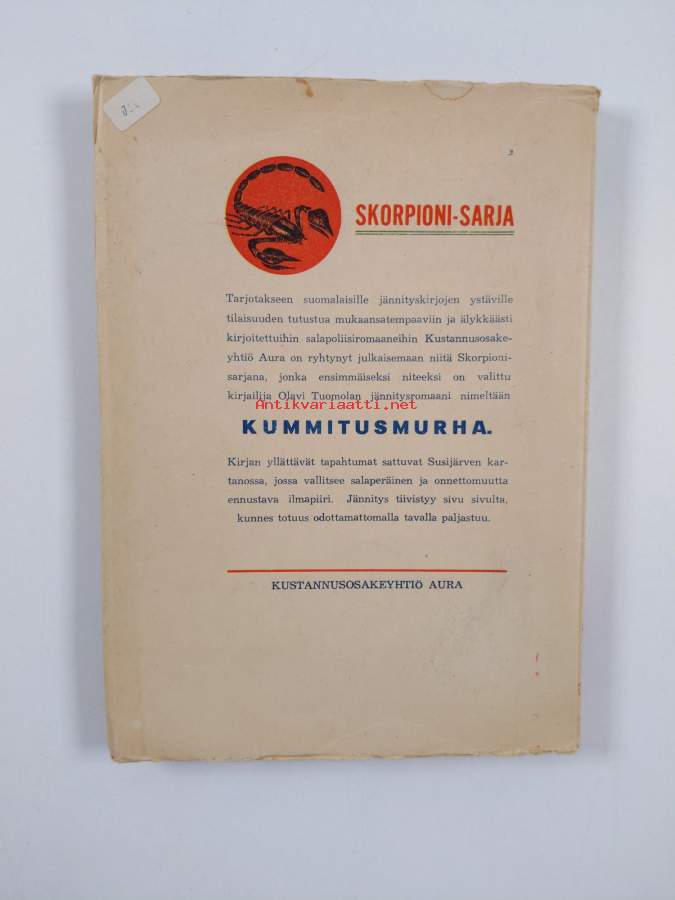 SKORPIONI-SARJA
Tarjotakseen suomalaisille jännityskirjojen ystäville
tilaisuuden tutustua mukaansatempaaviin ja älykkäästi
kirjoitettuihin salapoliisiromaaneihin Kustannusosake-
yhtiö Aura on ryhtynyt julkaisemaan niitä Skorpioni-
sarjana, jonka ensimmäiseksi niteeksi on valittu
kirjailija Olavi Tuomolan jännitysromaani nimeltään
Antikvariaatti.net
KUMMITUSMURHA.
Kirjan yllättävät tapahtumat sattuvat Susijärven kar-
tanossa, jossa vallitsee salaperäinen ja onnettomuutta
ennustava ilmapiiri. Jännitys tiivistyy sivu sivulta,
kunnes totuus odottamattomalla tavalla paljastuu.
KUSTANNUSOSAKEYHTIÖ AURA